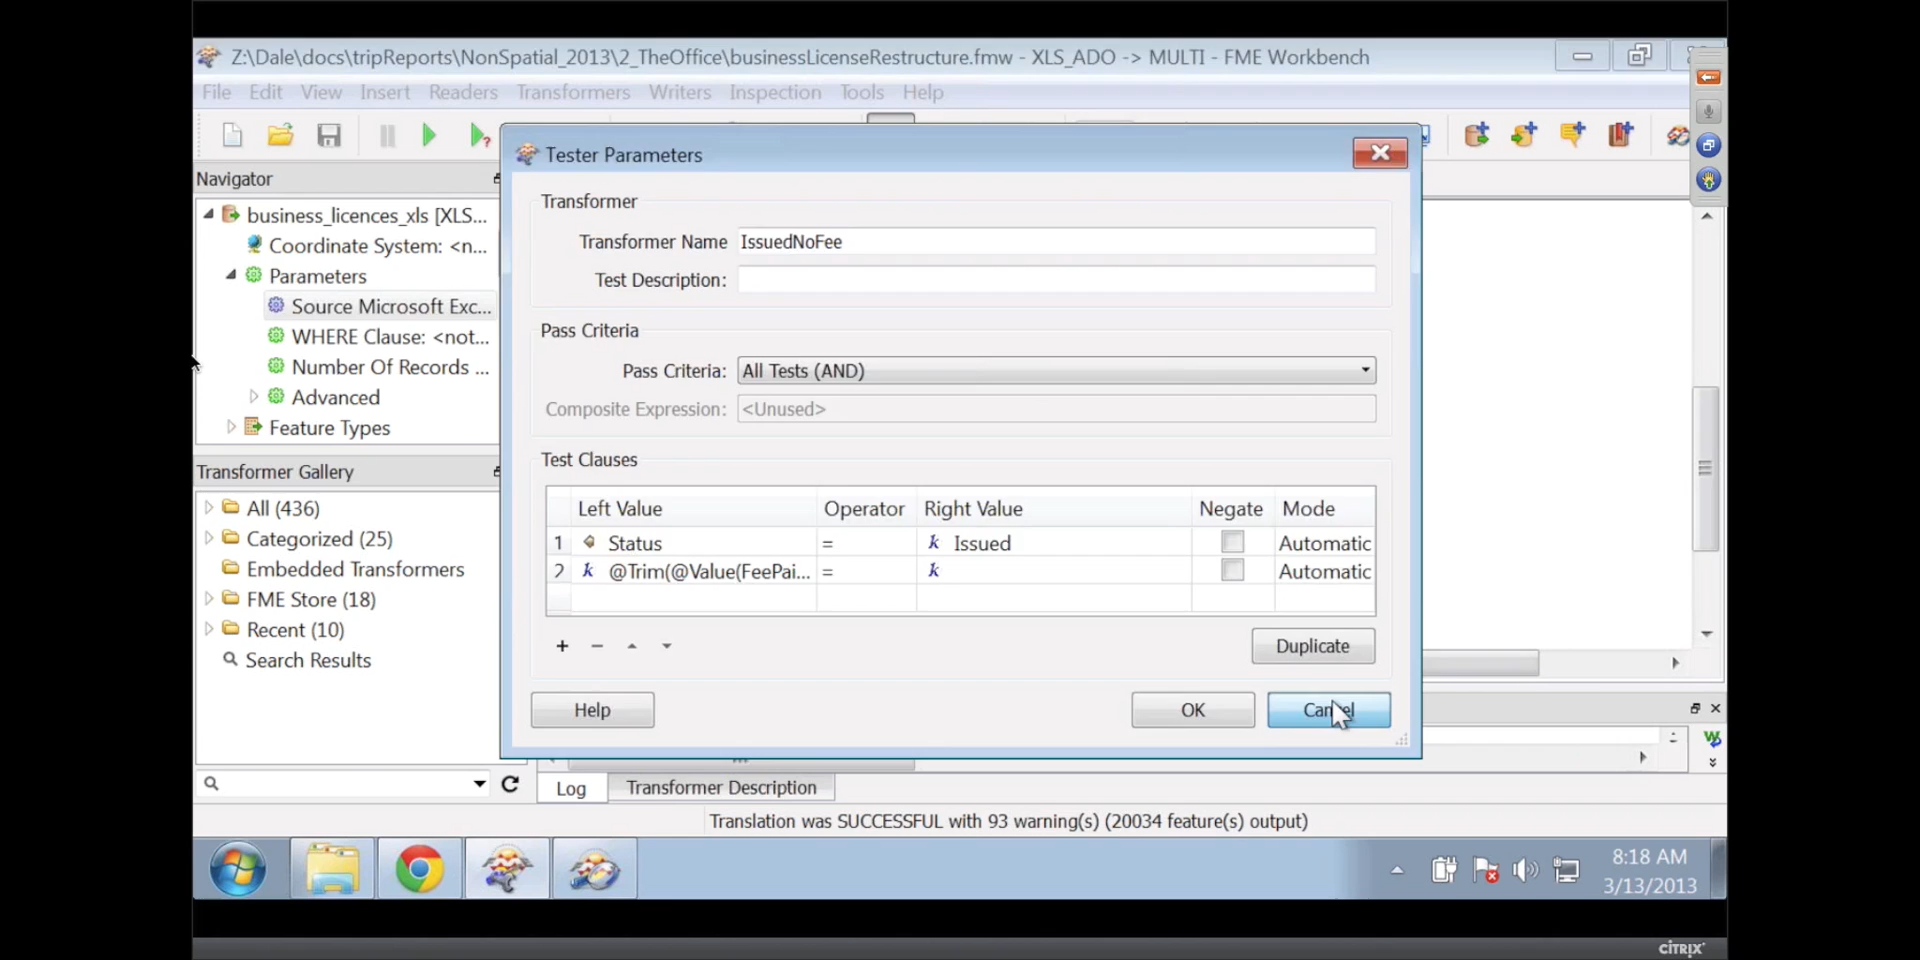 Z:\Dale\docs\tripReports\NonSpatial_2013\2_TheOffice\businessLicenseRestructure.fmw - XLS_ADO -> MULTI - FME Workbench
File Edit View Insert Readers Transformers Writers Inspection Tools Help
Navigator
business_licences_xls [XLS...
Coordinate System: <n...
Parameters
Source Microsoft Exc...
WHERE Clause: <not...
Number Of Records ...
Advanced
Feature Types
Transformer Gallery
All (436)
Categorized (25)
Embedded Transformers
FME Store (18)
Recent (10)
Search Results
Tester Parameters
Transformer
Transformer Name IssuedNoFee
Test Description:
Pass Criteria
Pass Criteria: All Tests (AND)
Composite Expression: <Unused>
Test Clauses
Left Value Operator Right Value Negate Mode
1 Status = k Issued Automatic
2 k @Trim(@Value(FeePai... = k Automatic
+ −
Duplicate
Help OK Cancel
Log Transformer Description
Translation was SUCCESSFUL with 93 warning(s) (20034 feature(s) output)
8:18 AM
3/13/2013
CITRIX